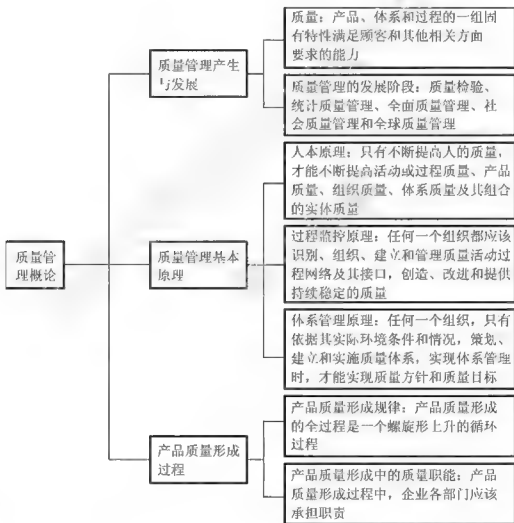 质量：产品、体系和过程的一组固
有特性满足顾客和其他相关方面
要求的能力
质量管理产生
与发展
质量管理的发展阶段：质量检验、
统计质量管理、全面质量管理、社
会质量管理和全球质量管理
人本原理：只有不断提高人的质量，
才能不断提高活动或过程质量、产品
质量、组织质量、体系质量及其组合
的实体质量
质量管
理概论
质量管理基本
原理
过程监控原理：任何一个组织都应该
识别、组织、建立和管理质量活动过
程网络及其接口，创造、改进和提供
持续稳定的质量
体系管理原理：任何一个组织，只有
依据其实际环境条件和情况，策划、
建立和实施质量体系，实现体系管理
时，才能实现质量方针和质量目标
产品质量形成规律：产品质量形成
的全过程是一个螺旋形上升的循环
过程
产品质量形成
过程
产品质量形成中的质量职能：产品
质量形成过程中，企业各部门应该
承担职责